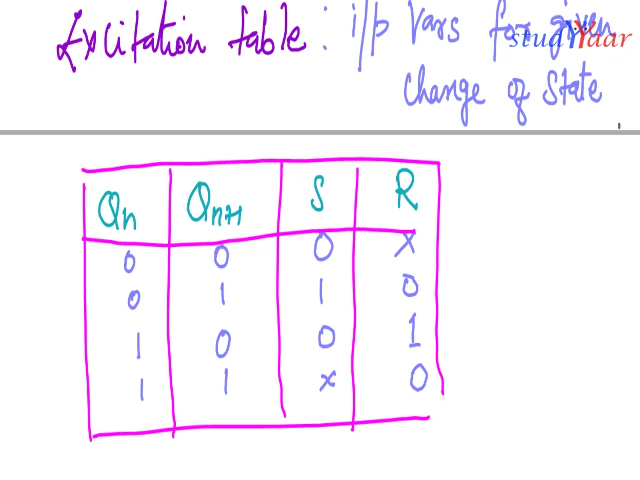 Excitation table : i/p Vars for given
studYYaar
change of State
Qn Qn+1 S R
0 0 0 X
0 1 1 0
1 0 0 1
1 1 x 0